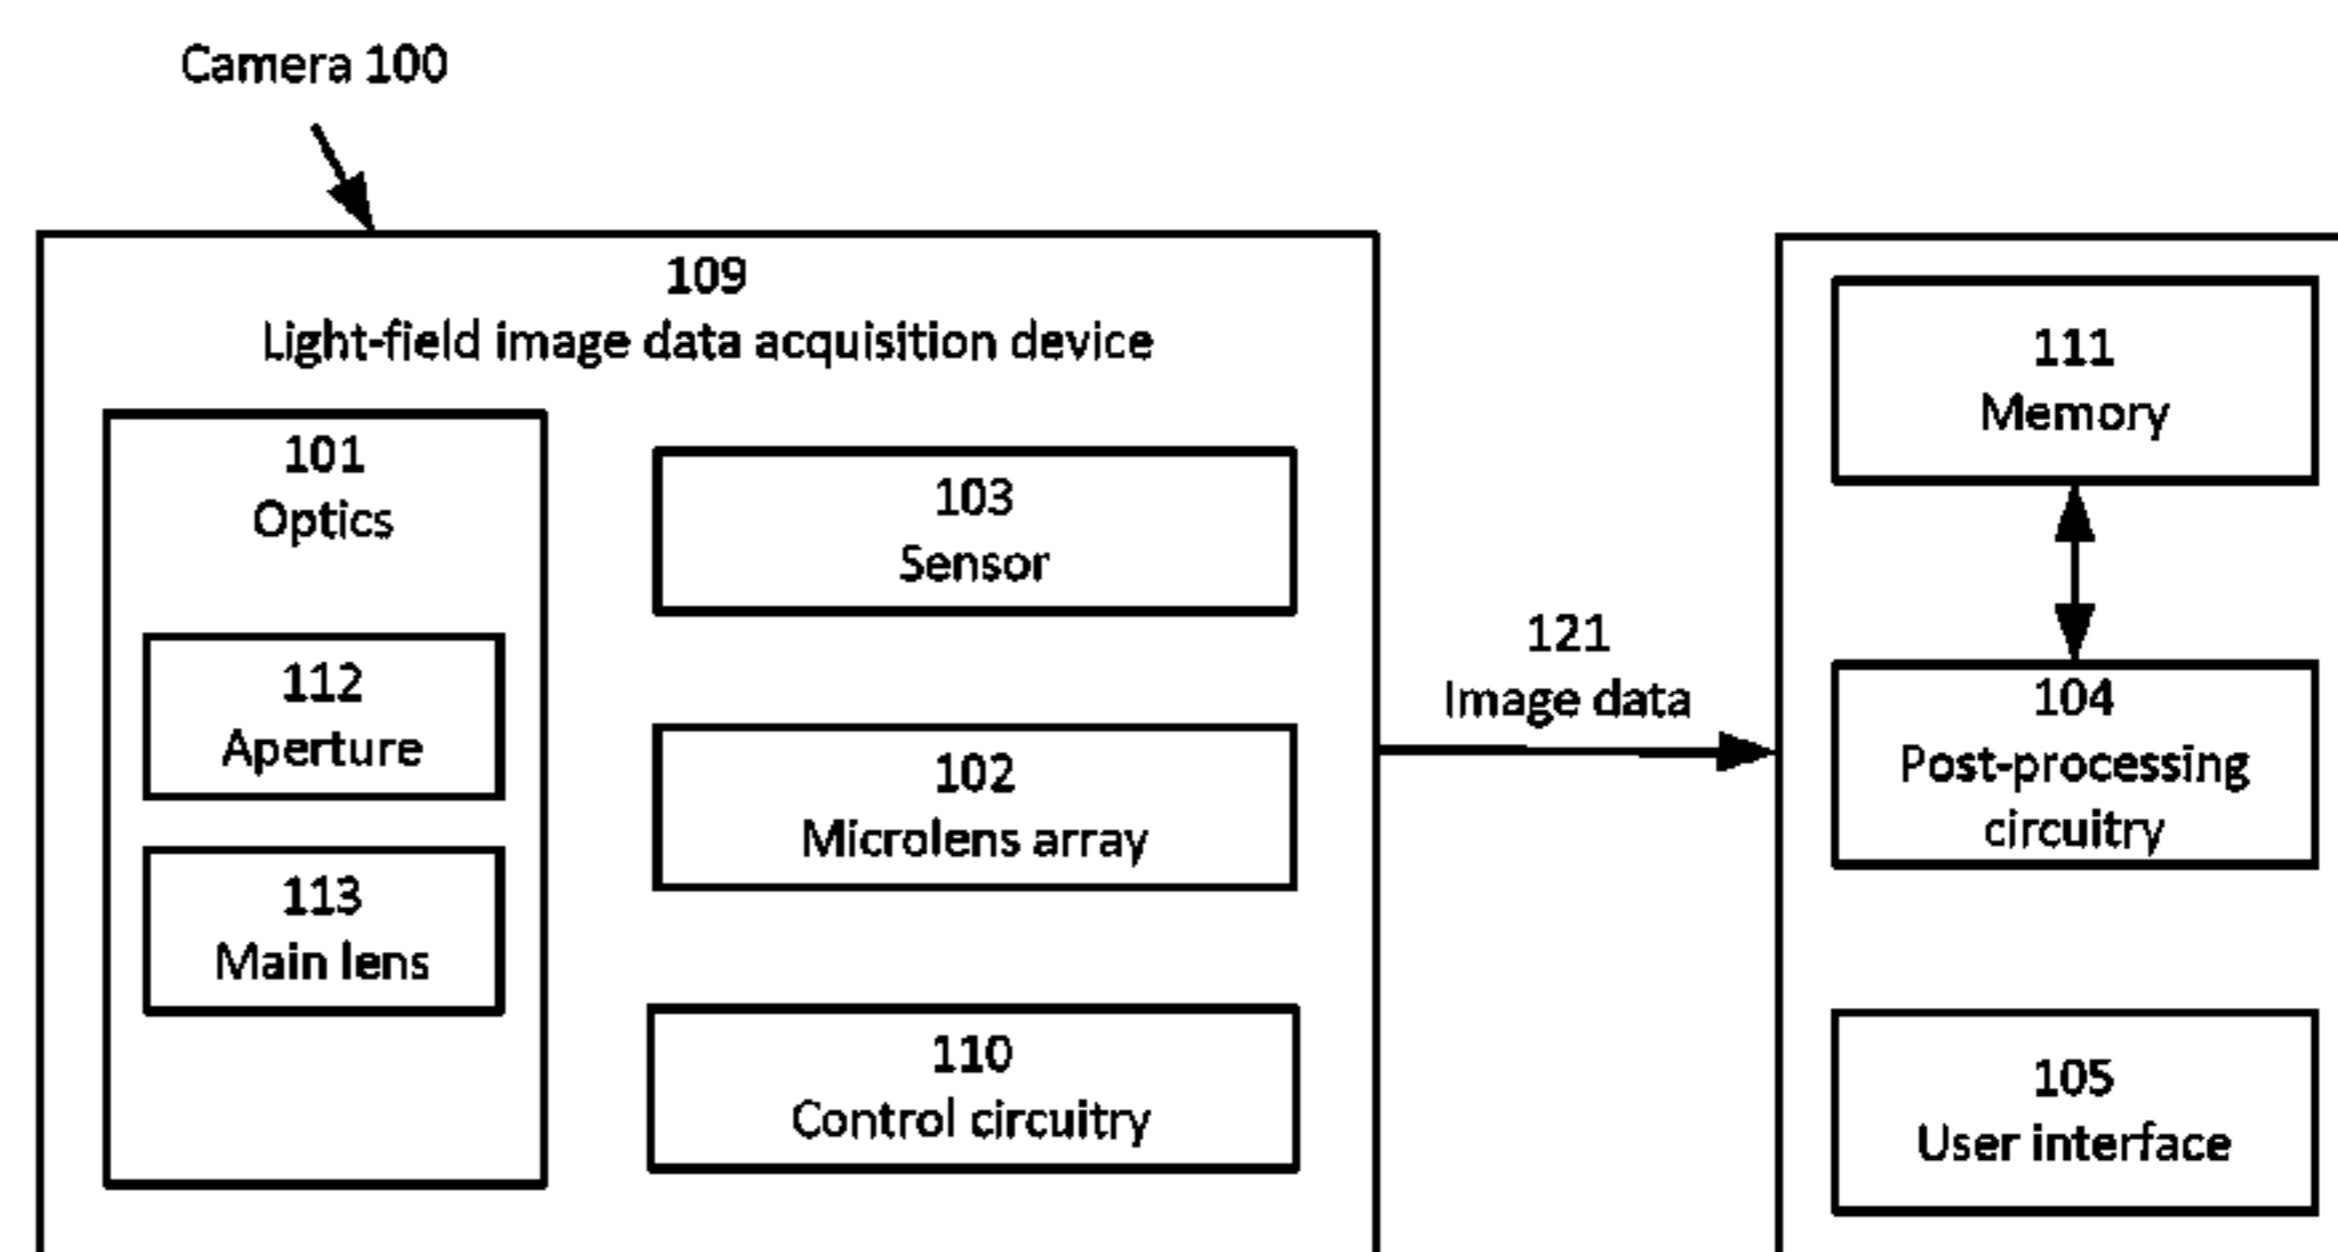 Camera 100
109
Light-field image data acquisition device
101
Optics
112
Aperture
113
Main lens
103
Sensor
102
Microlens array
110
Control circuitry
121
Image data
111
Memory
104
Post-processing
circuitry
105
User interface